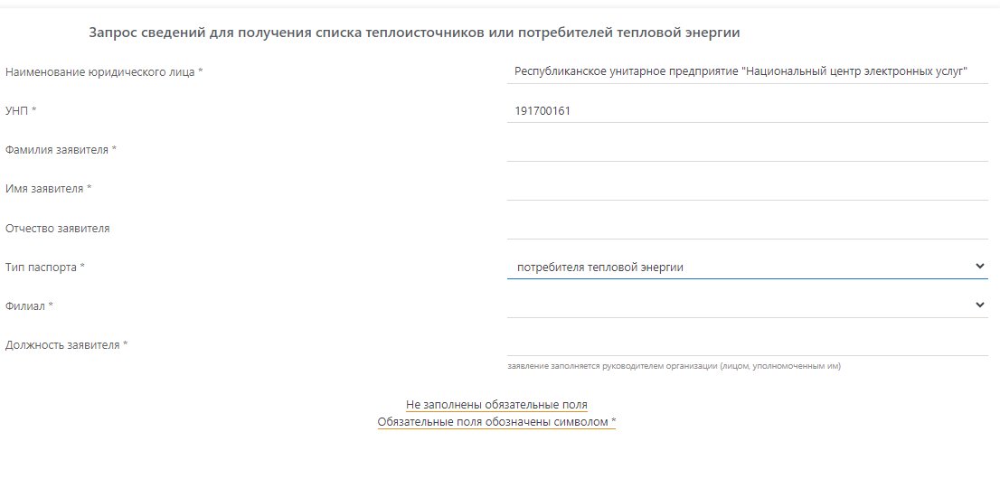 Запрос сведений для получения списка теплоисточников или потребителей тепловой энергии
Наименование юридического лица * Республиканское унитарное предприятие "Национальный центр электронных услуг"
УНП * 191700161
Фамилия заявителя *
Имя заявителя *
Отчество заявителя
Тип паспорта * потребителя тепловой энергии
Филиал *
Должность заявителя *
заявление заполняется руководителем организации (лицом, уполномоченным им)
Не заполнены обязательные поля
Обязательные поля обозначены символом *